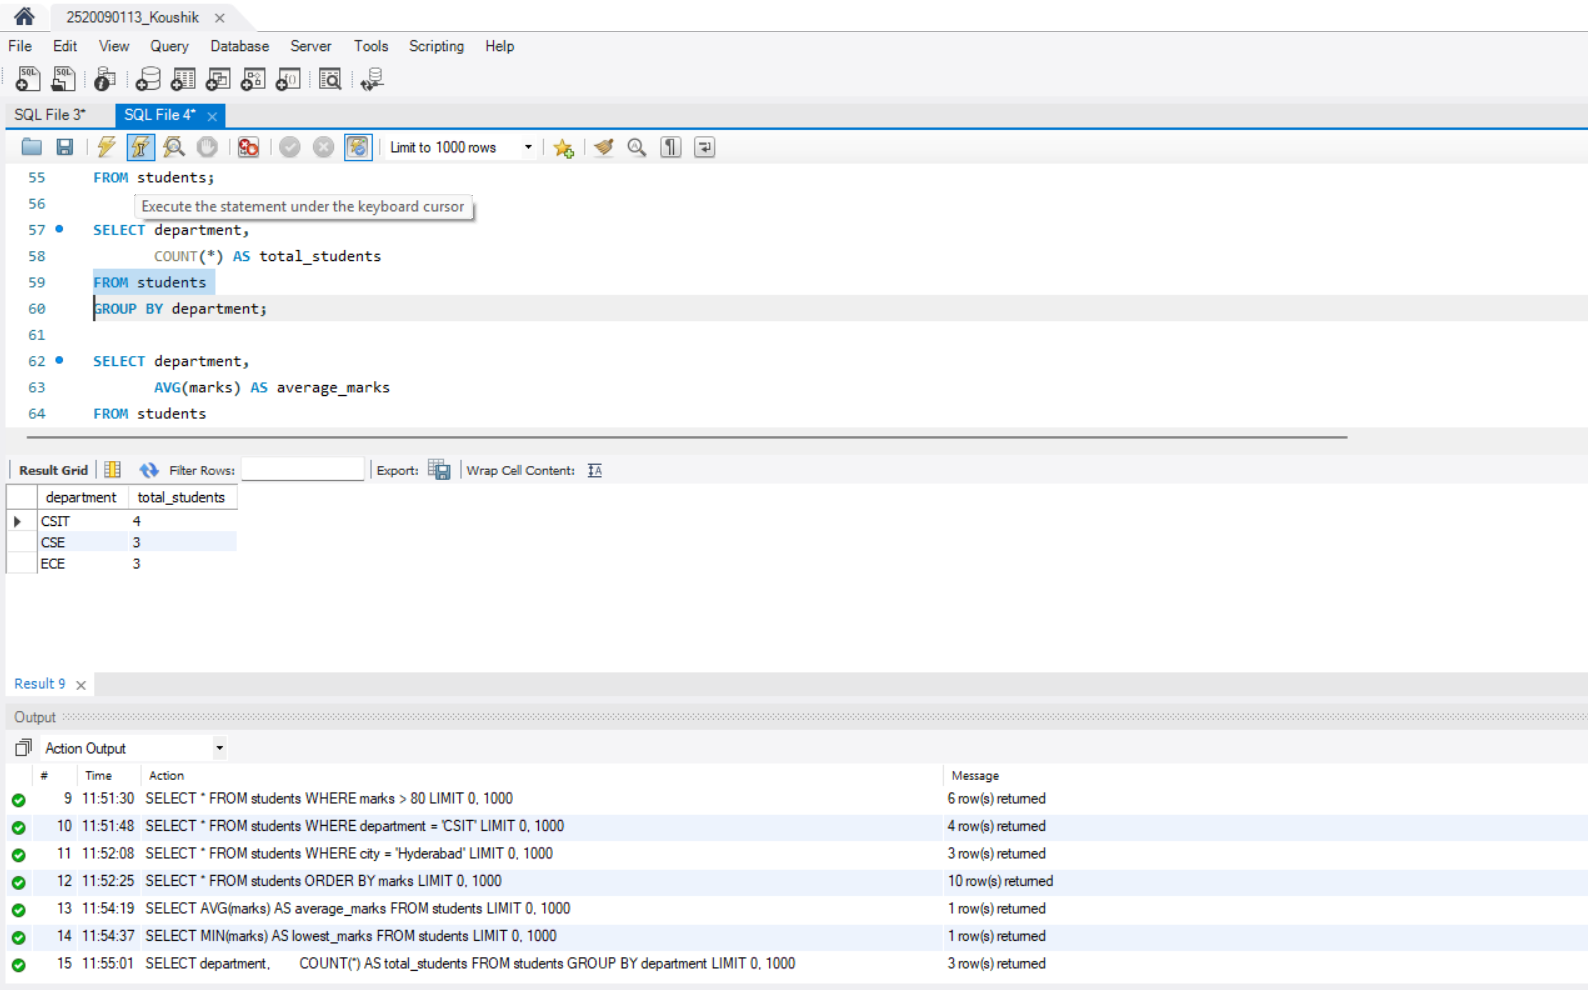 2520090113_Koushik ×
File Edit View Query Database Server Tools Scripting Help
SQL File 3* SQL File 4* ×
Limit to 1000 rows
55 FROM students;
56
Execute the statement under the keyboard cursor
57 SELECT department,
58 COUNT(*) AS total_students
59 FROM students
60 GROUP BY department;
61
62 SELECT department,
63 AVG(marks) AS average_marks
64 FROM students
Result Grid Filter Rows: Export: Wrap Cell Content: IA
department total_students
CSIT 4
CSE 3
ECE 3
Result 9 ×
Output
Action Output
# Time Action Message
9 11:51:30 SELECT * FROM students WHERE marks > 80 LIMIT 0, 1000 6 row(s) returned
10 11:51:48 SELECT * FROM students WHERE department = 'CSIT' LIMIT 0, 1000 4 row(s) returned
11 11:52:08 SELECT * FROM students WHERE city = 'Hyderabad' LIMIT 0, 1000 3 row(s) returned
12 11:52:25 SELECT * FROM students ORDER BY marks LIMIT 0, 1000 10 row(s) returned
13 11:54:19 SELECT AVG(marks) AS average_marks FROM students LIMIT 0, 1000 1 row(s) returned
14 11:54:37 SELECT MIN(marks) AS lowest_marks FROM students LIMIT 0, 1000 1 row(s) returned
15 11:55:01 SELECT department, COUNT(*) AS total_students FROM students GROUP BY department LIMIT 0, 1000 3 row(s) returned